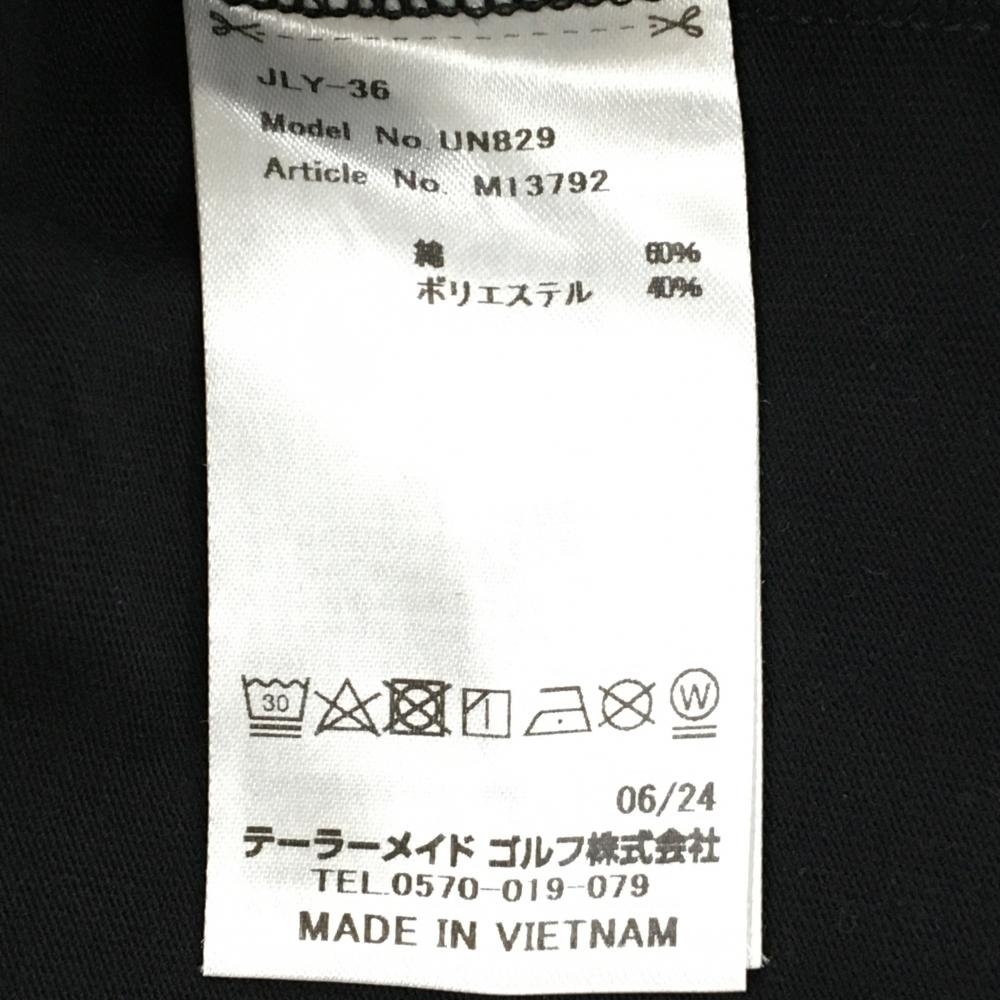 JLY-36
Model No. UN829
Article No. M13792
綿 60%
ポリエステル 40%
30 W
06/24
テーラーメイド ゴルフ株式会社
TEL.0570-019-079
MADE IN VIETNAM